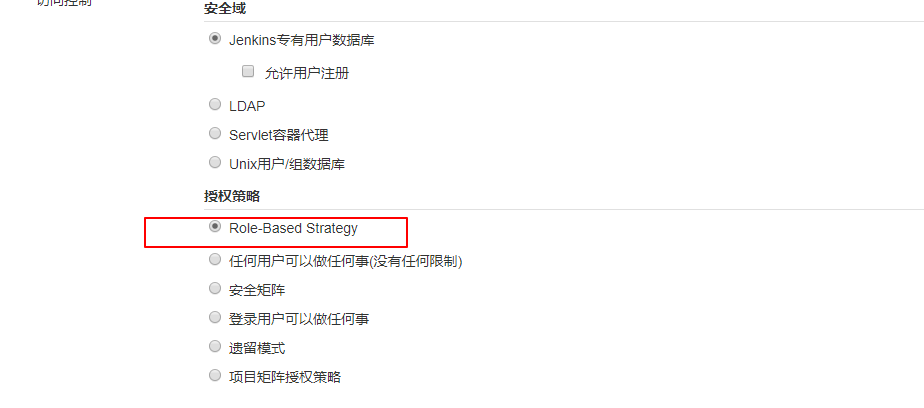 访问控制
安全域
Jenkins专有用户数据库
允许用户注册
LDAP
Servlet容器代理
Unix用户/组数据库
授权策略
Role-Based Strategy
任何用户可以做任何事(没有任何限制)
安全矩阵
登录用户可以做任何事
遗留模式
项目矩阵授权策略